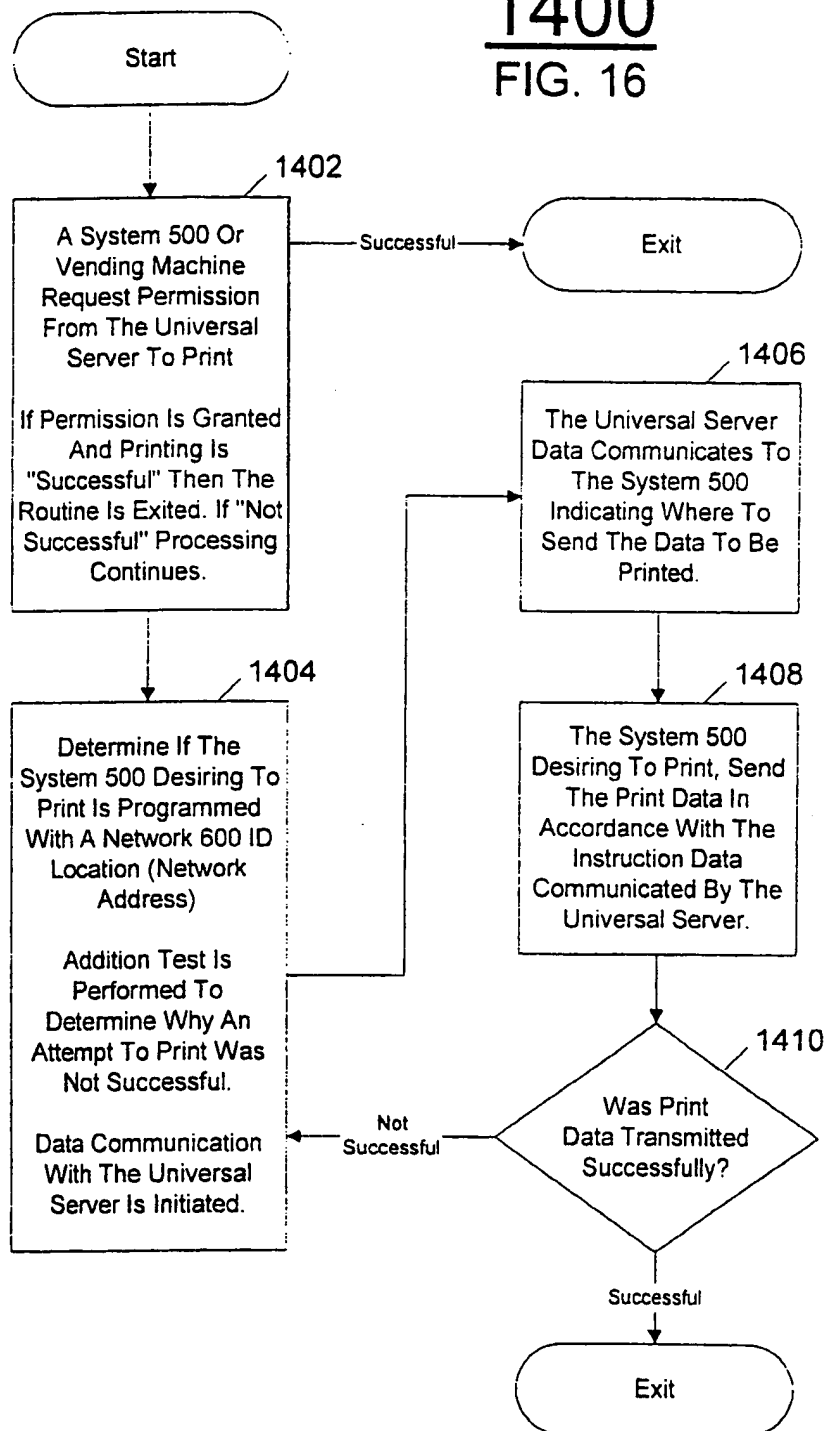 1400
FIG. 16
Start
1402
A System 500 Or
Vending Machine
Request Permission
From The Universal
Server To Print
If Permission Is Granted
And Printing Is
"Successful" Then The
Routine Is Exited. If "Not
Successful" Processing
Continues.
Successful
Exit
1404
Determine If The
System 500 Desiring To
Print Is Programmed
With A Network 600 ID
Location (Network
Address)
Addition Test Is
Performed To
Determine Why An
Attempt To Print Was
Not Successful.
Data Communication
With The Universal
Server Is Initiated.
1406
The Universal Server
Data Communicates To
The System 500
Indicating Where To
Send The Data To Be
Printed.
1408
The System 500
Desiring To Print, Send
The Print Data In
Accordance With The
Instruction Data
Communicated By The
Universal Server.
1410
Was Print
Data Transmitted
Successfully?
Not
Successful
Successful
Exit